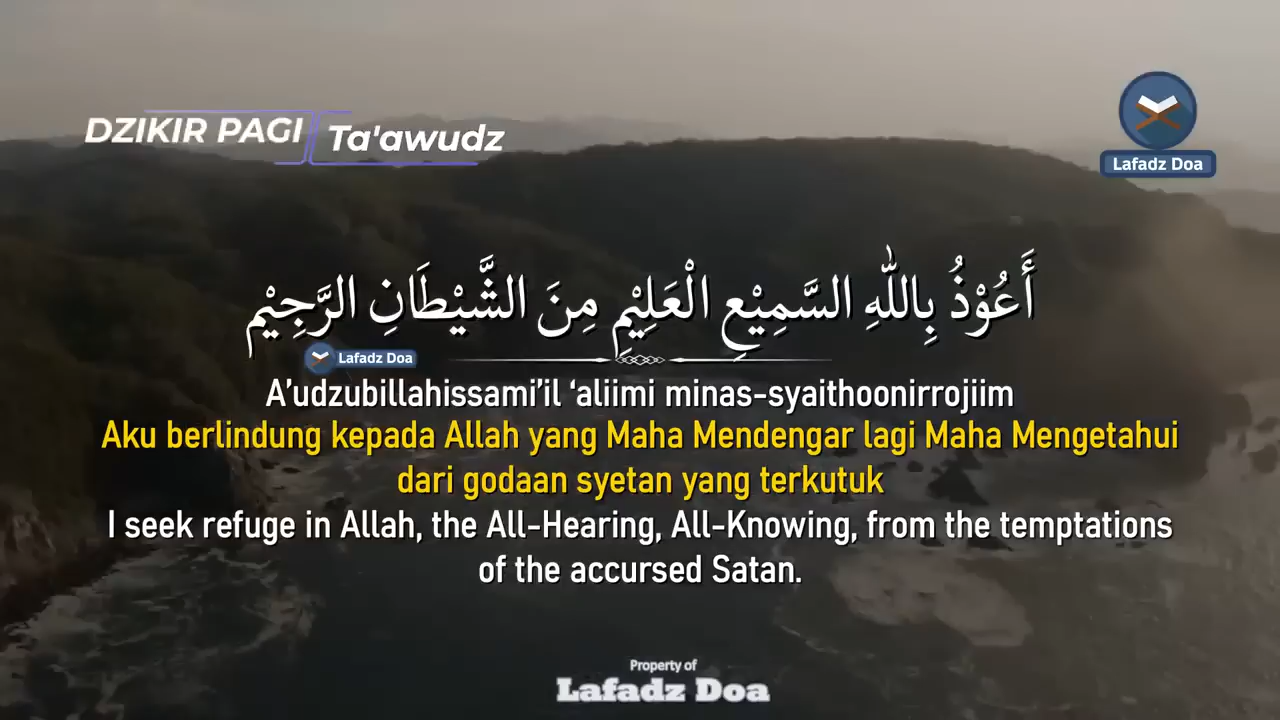 DZIKIR PAGI
Ta'awudz
Lafadz Doa
أَعُوْذُ بِاللّٰهِ السَّمِيْعِ الْعَلِيْمِ مِنَ الشَّيْطَانِ الرَّجِيْمِ
Lafadz Doa
A’udzubillahissami’il ‘aliimi minas-syaithoonirrojiim
Aku berlindung kepada Allah yang Maha Mendengar lagi Maha Mengetahui
dari godaan syetan yang terkutuk
I seek refuge in Allah, the All-Hearing, All-Knowing, from the temptations
of the accursed Satan.
Property of
Lafadz Doa